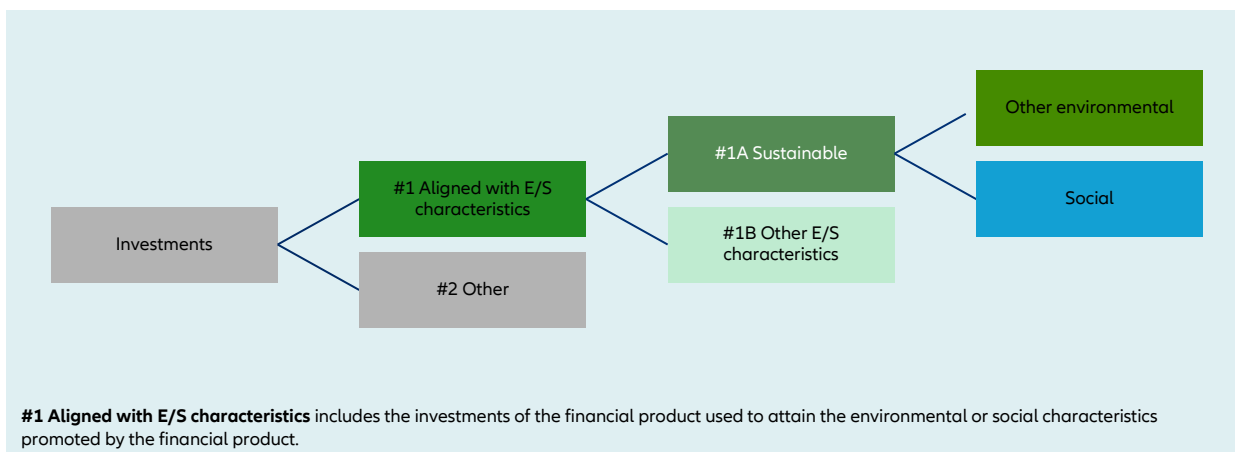 Other environmental
#1A Sustainable
#1 Aligned with E/S
characteristics
Social
Investments
#1B Other E/S
characteristics
#2 Other
#1 Aligned with E/S characteristics includes the investments of the financial product used to attain the environmental or social characteristics
promoted by the financial product.